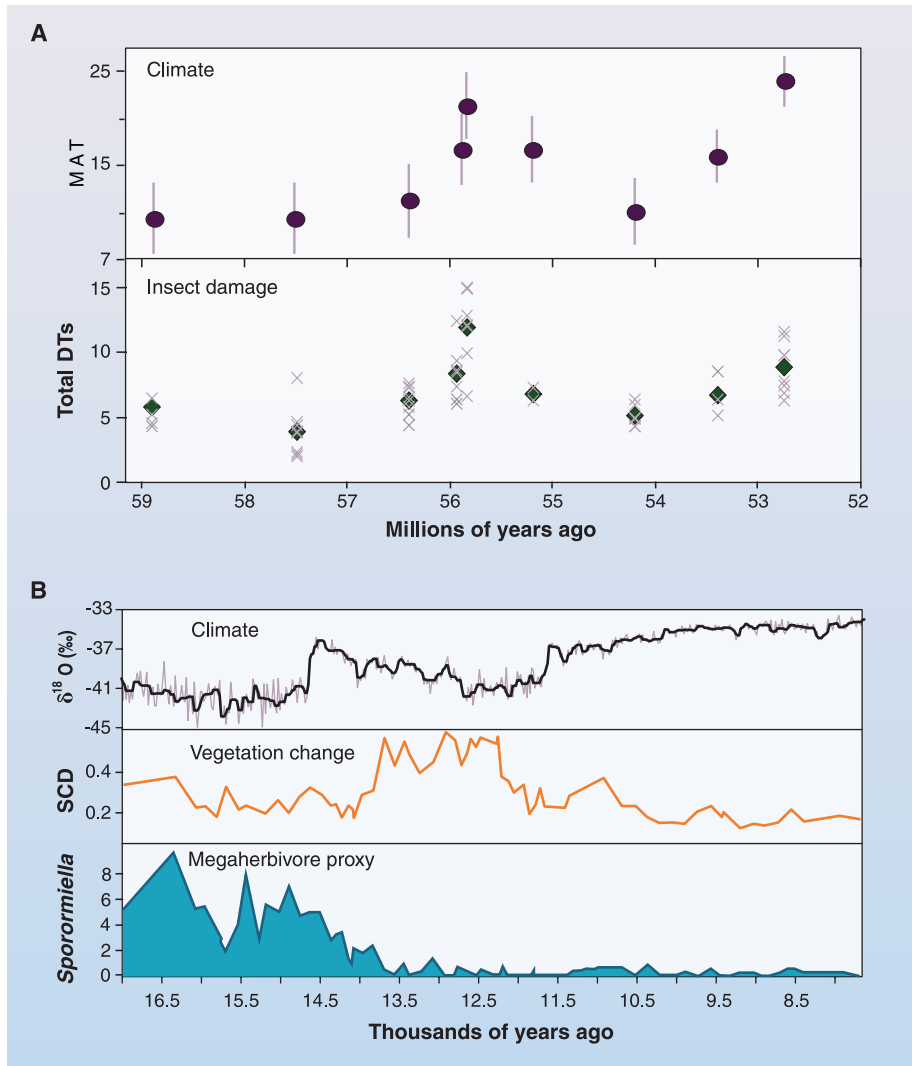 A
Climate
MAT
25
15
7
Insect damage
Total DTs
15
10
5
0
59 58 57 56 55 54 53 52
Millions of years ago
B
Climate
δ¹⁸ O (‰)
-33
-37
-41
-45
Vegetation change
SCD
0.4
0.2
Megaherbivore proxy
Sporormiella
8
6
4
2
0
16.5 15.5 14.5 13.5 12.5 11.5 10.5 9.5 8.5
Thousands of years ago